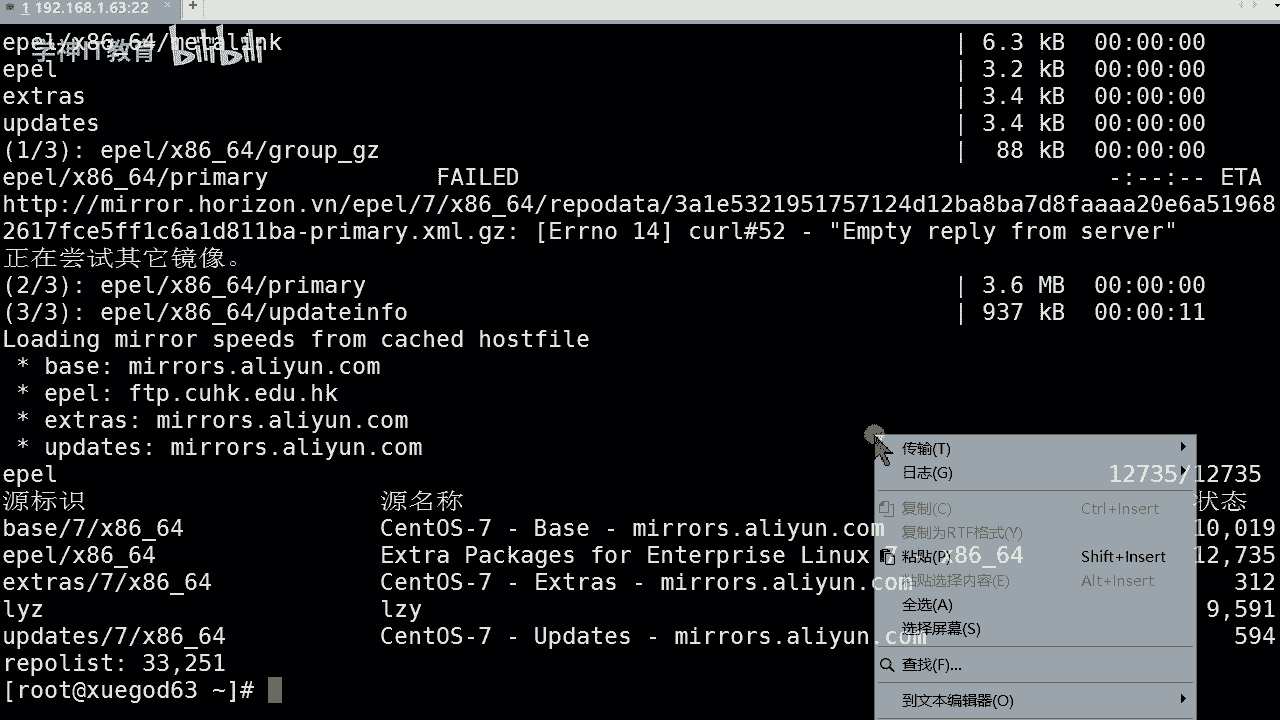 1 192.168.1.63:22 × +
epel/x86_64/metalink | 6.3 kB 00:00:00
学神IT教育 bilibili
epel | 3.2 kB 00:00:00
extras | 3.4 kB 00:00:00
updates | 3.4 kB 00:00:00
(1/3): epel/x86_64/group_gz | 88 kB 00:00:00
epel/x86_64/primary FAILED -:--:-- ETA
http://mirror.horizon.vn/epel/7/x86_64/repodata/3a1e5321951757124d12ba8ba7d8faaaa20e6a51968
2617fce5ff1c6a1d811ba-primary.xml.gz: [Errno 14] curl#52 - "Empty reply from server"
正在尝试其它镜像。
(2/3): epel/x86_64/primary | 3.6 MB 00:00:00
(3/3): epel/x86_64/updateinfo | 937 kB 00:00:11
Loading mirror speeds from cached hostfile
* base: mirrors.aliyun.com
* epel: ftp.cuhk.edu.hk
* extras: mirrors.aliyun.com
* updates: mirrors.aliyun.com
epel 12735/12735
源标识 源名称 状态
base/7/x86_64 CentOS-7 - Base - mirrors.aliyun.com 10,019
epel/x86_64 Extra Packages for Enterprise Linux 7 - x86_64 12,735
extras/7/x86_64 CentOS-7 - Extras - mirrors.aliyun.com 312
lyz lzy 9,591
updates/7/x86_64 CentOS-7 - Updates - mirrors.aliyun.com 594
repolist: 33,251
[root@xuegod63 ~]#
传输(T)
日志(G)
复制(C) Ctrl+Insert
复制为RTF格式(Y)
粘贴(P) Shift+Insert
粘贴选择内容(E) Alt+Insert
全选(A)
选择屏幕(S)
查找(F)...
到文本编辑器(O)